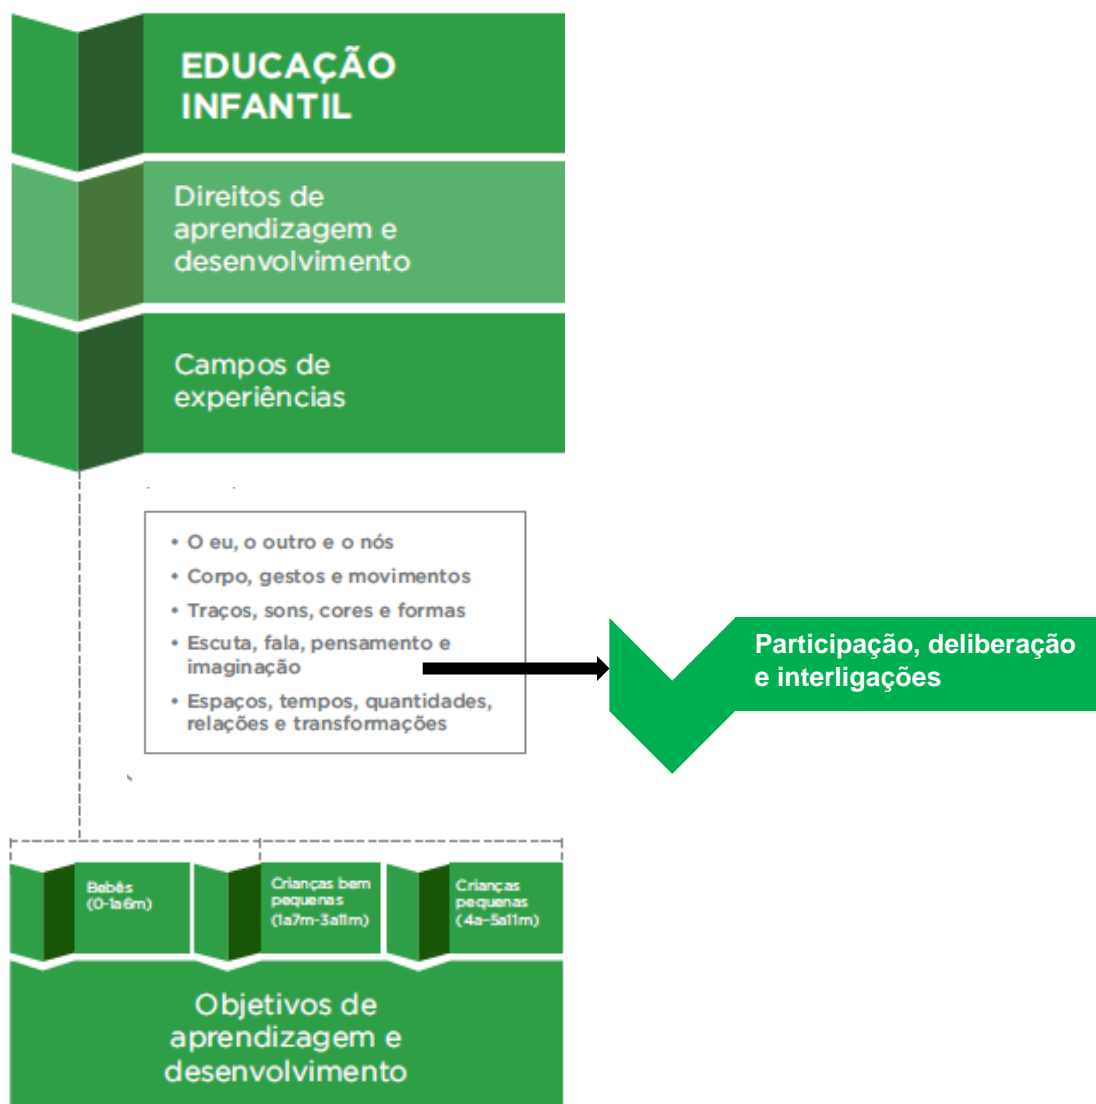 EDUCAÇÃO
INFANTIL
Direitos de
aprendizagem e
desenvolvimento
Campos de
experiências
• O eu, o outro e o nós
• Corpo, gestos e movimentos
• Traços, sons, cores e formas
• Escuta, fala, pensamento e
imaginação
• Espaços, tempos, quantidades,
relações e transformações
Participação, deliberação
e interligações
Bebês
(0-1a6m)
Crianças bem
pequenas
(1a7m-3a11m)
Crianças
pequenas
(4a-5a11m)
Objetivos de
aprendizagem e
desenvolvimento